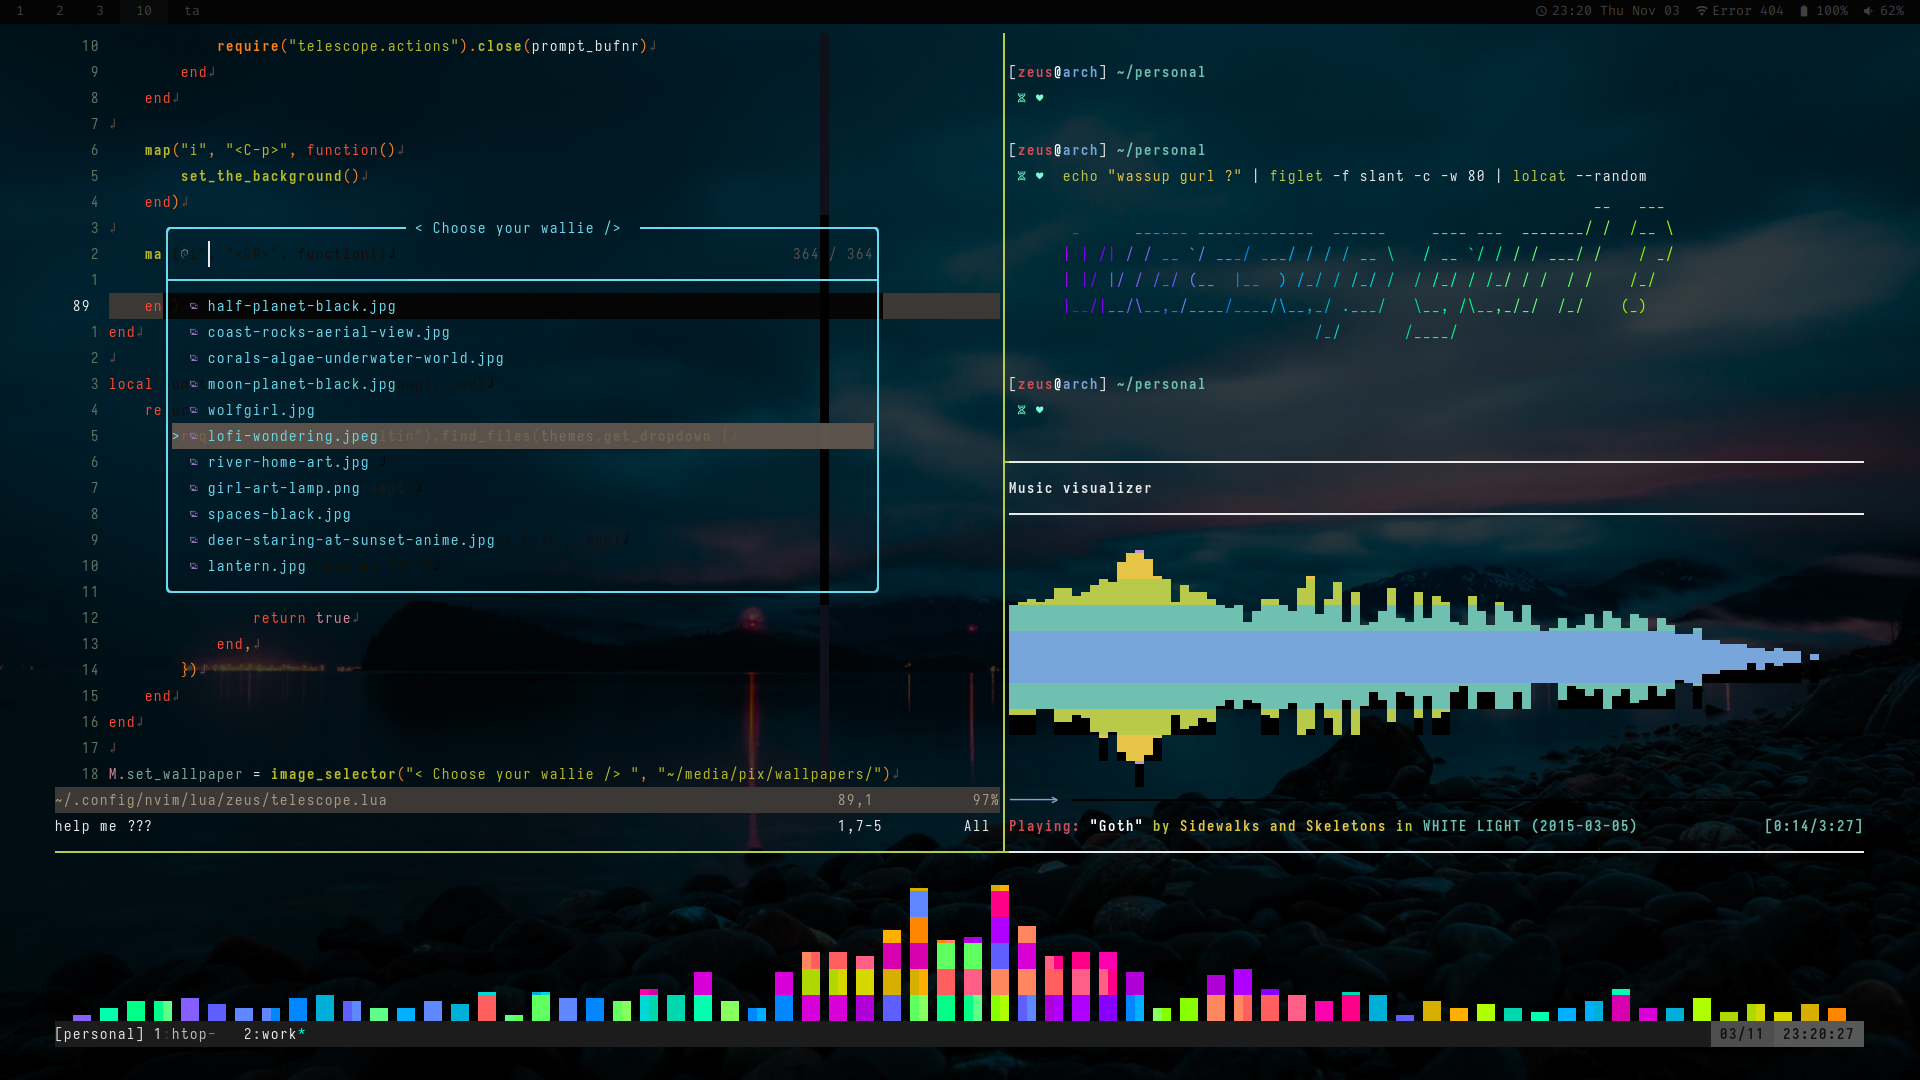 1 2 3 10 ta
23:20 Thu Nov 03 Error 404 100% 62%
10 require("telescope.actions").close(prompt_bufnr)
9 end
8 end
7
6 map("i", "<C-p>", function()
5 set_the_background()
4 end)
3
< Choose your wallie />
2 ma "<CR>", function()
364 / 364
1
89 en
half-planet-black.jpg
1 end
coast-rocks-aerial-view.jpg
2
corals-algae-underwater-world.jpg
3 local
moon-planet-black.jpg
4 re
wolfgirl.jpg
5 > lofi-wondering.jpeg ltin").find_files(themes.get_dropdown {
6 river-home-art.jpg
7 girl-art-lamp.png
8 spaces-black.jpg
9 deer-staring-at-sunset-anime.jpg
10 lantern.jpg
11
12 return true
13 end,
14 })
15 end
16 end
17
18 M.set_wallpaper = image_selector("< Choose your wallie /> ", "~/media/pix/wallpapers/")
~/.config/nvim/lua/zeus/telescope.lua 89,1 97%
help me ??? 1,7-5 All
[zeus@arch] ~/personal
[zeus@arch] ~/personal
echo "wassup gurl ?" | figlet -f slant -c -w 80 | lolcat --random
wassup gurl ?
[zeus@arch] ~/personal
Music visualizer
Playing: "Goth" by Sidewalks and Skeletons in WHITE LIGHT (2015-03-05) [0:14/3:27]
[personal] 1:htop- 2:work*
03/11 23:20:27